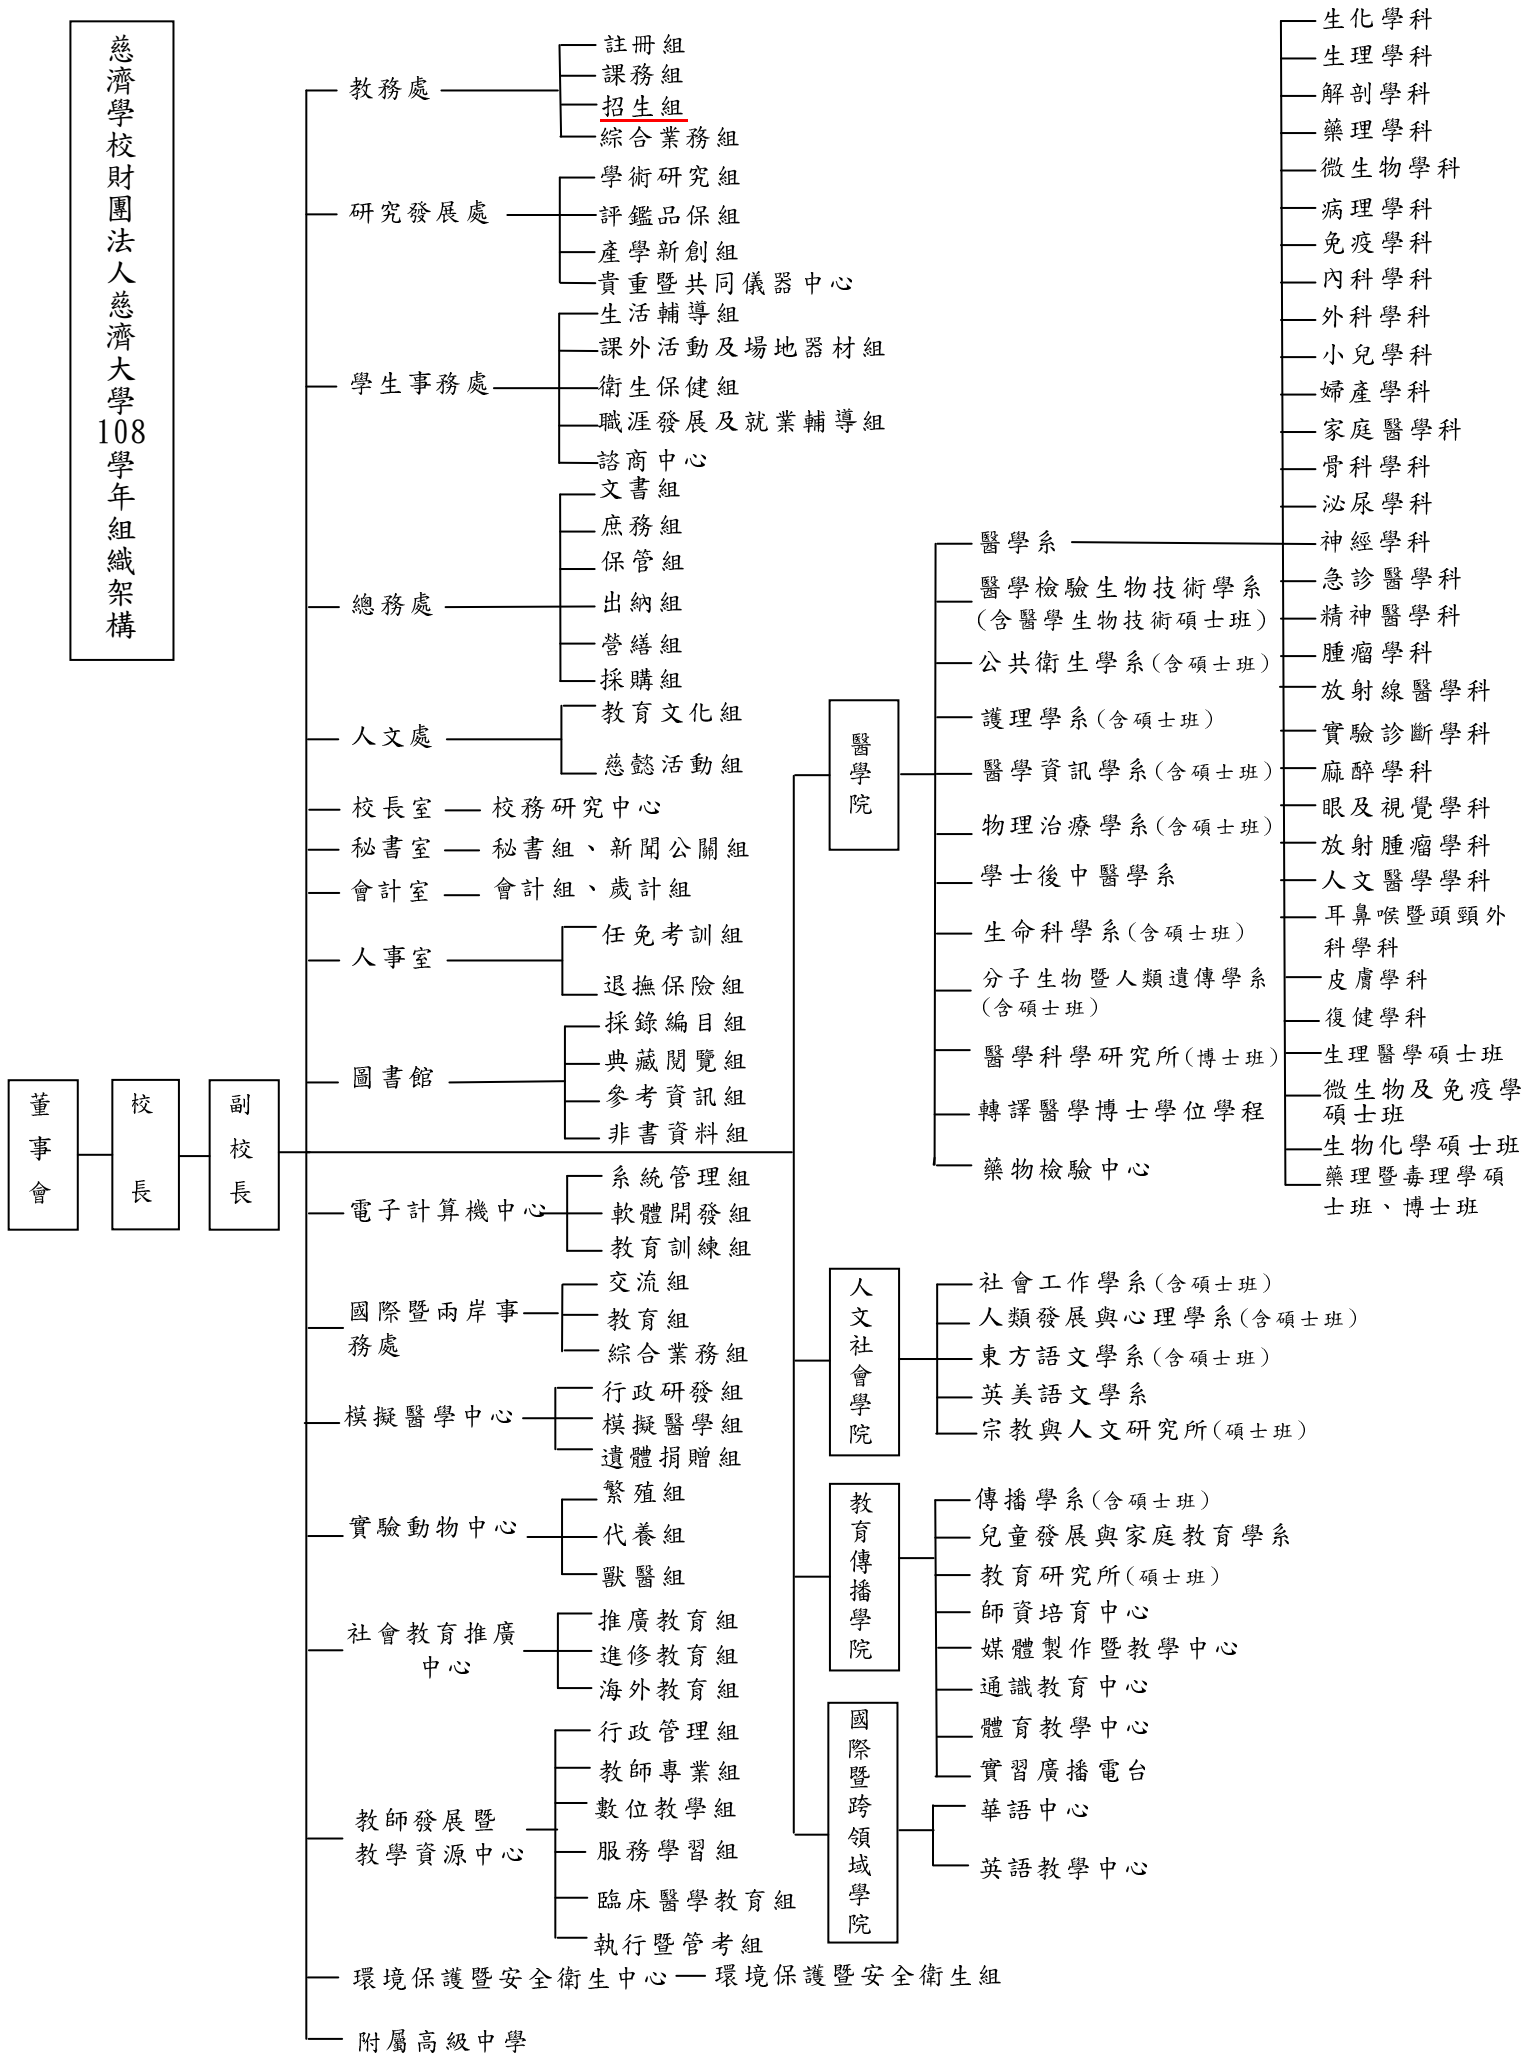 慈濟學校財團法人慈濟大學108學年組織架構
董事會
校長
副校長
教務處
註冊組
課務組
招生組
綜合業務組
研究發展處
學術研究組
評鑑品保組
產學新創組
貴重暨共同儀器中心
學生事務處
生活輔導組
課外活動及場地器材組
衛生保健組
職涯發展及就業輔導組
諮商中心
總務處
文書組
庶務組
保管組
出納組
營繕組
採購組
人文處
教育文化組
慈懿活動組
校長室
校務研究中心
秘書室
秘書組、新聞公關組
會計室
會計組、歲計組
人事室
任免考訓組
退撫保險組
圖書館
採錄編目組
典藏閱覽組
參考資訊組
非書資料組
電子計算機中心
系統管理組
軟體開發組
教育訓練組
國際暨兩岸事
務處
交流組
教育組
綜合業務組
模擬醫學中心
行政研發組
模擬醫學組
遺體捐贈組
實驗動物中心
繁殖組
代養組
獸醫組
社會教育推廣
中心
推廣教育組
進修教育組
海外教育組
教師發展暨
教學資源中心
行政管理組
教師專業組
數位教學組
服務學習組
臨床醫學教育組
執行暨管考組
環境保護暨安全衛生中心
環境保護暨安全衛生組
附屬高級中學
醫學院
醫學系
生化學科
生理學科
解剖學科
藥理學科
微生物學科
病理學科
免疫學科
內科學科
外科學科
小兒學科
婦產學科
家庭醫學科
骨科學科
泌尿學科
神經學科
急診醫學科
精神醫學科
腫瘤學科
放射線醫學科
實驗診斷學科
麻醉學科
眼及視覺學科
放射腫瘤學科
人文醫學學科
耳鼻喉暨頭頸外
科學科
皮膚學科
復健學科
生理醫學碩士班
微生物及免疫學
碩士班
生物化學碩士班
藥理暨毒理學碩
士班、博士班
醫學檢驗生物技術學系
(含醫學生物技術碩士班)
公共衛生學系(含碩士班)
護理學系(含碩士班)
醫學資訊學系(含碩士班)
物理治療學系(含碩士班)
學士後中醫學系
生命科學系(含碩士班)
分子生物暨人類遺傳學系
(含碩士班)
醫學科學研究所(博士班)
轉譯醫學博士學位學程
藥物檢驗中心
人文社會學院
社會工作學系(含碩士班)
人類發展與心理學系(含碩士班)
東方語文學系(含碩士班)
英美語文學系
宗教與人文研究所(碩士班)
教育傳播學院
傳播學系(含碩士班)
兒童發展與家庭教育學系
教育研究所(碩士班)
師資培育中心
媒體製作暨教學中心
通識教育中心
體育教學中心
實習廣播電台
國際暨跨領域學院
華語中心
英語教學中心